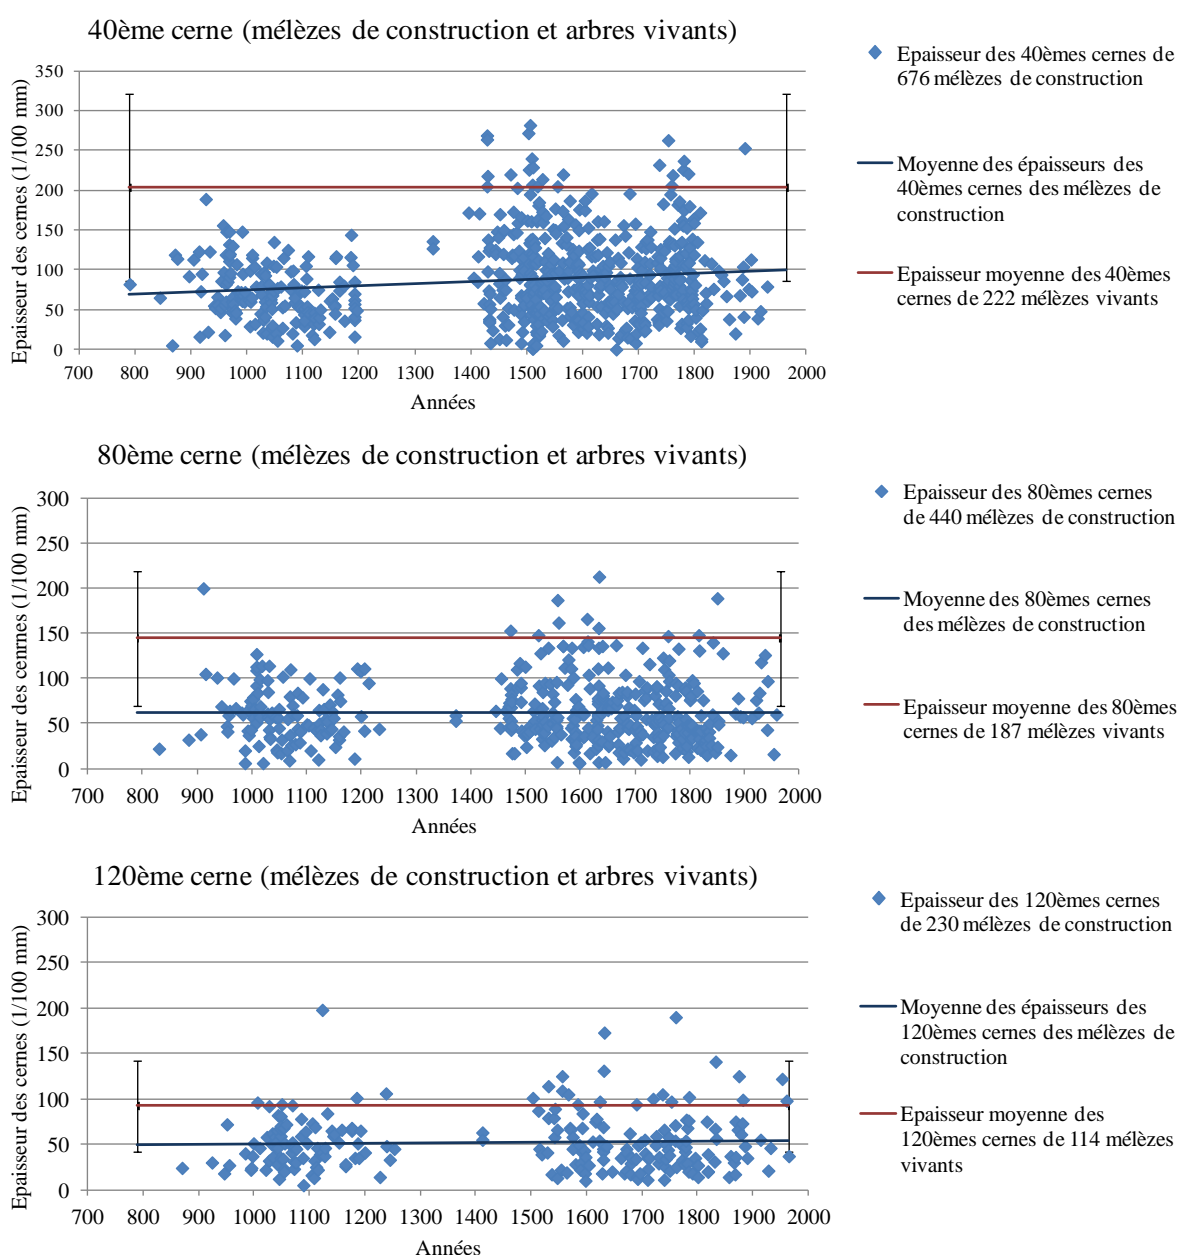 40ème cerne (mélèzes de construction et arbres vivants)
Epaisseur des cernes (1/100 mm)
350
300
250
200
150
100
50
0
700 800 900 1000 1100 1200 1300 1400 1500 1600 1700 1800 1900 2000
Années
Epaisseur des 40èmes cernes de
676 mélèzes de construction
Moyenne des épaisseurs des
40èmes cernes des mélèzes de
construction
Epaisseur moyenne des 40èmes
cernes de 222 mélèzes vivants
80ème cerne (mélèzes de construction et arbres vivants)
Epaisseur des cenrnes (1/100 mm)
300
250
200
150
100
50
0
700 800 900 1000 1100 1200 1300 1400 1500 1600 1700 1800 1900 2000
Années
Epaisseur des 80èmes cernes
de 440 mélèzes de construction
Moyenne des 80èmes cernes
des mélèzes de construction
Epaisseur moyenne des 80èmes
cernes de 187 mélèzes vivants
120ème cerne (mélèzes de construction et arbres vivants)
Epaisseur des cernes (1/100 mm)
300
250
200
150
100
50
0
700 800 900 1000 1100 1200 1300 1400 1500 1600 1700 1800 1900 2000
Années
Epaisseur des 120èmes cernes
de 230 mélèzes de construction
Moyenne des épaisseurs des
120èmes cernes des mélèzes de
construction
Epaisseur moyenne des
120èmes cernes de 114 mélèzes
vivants